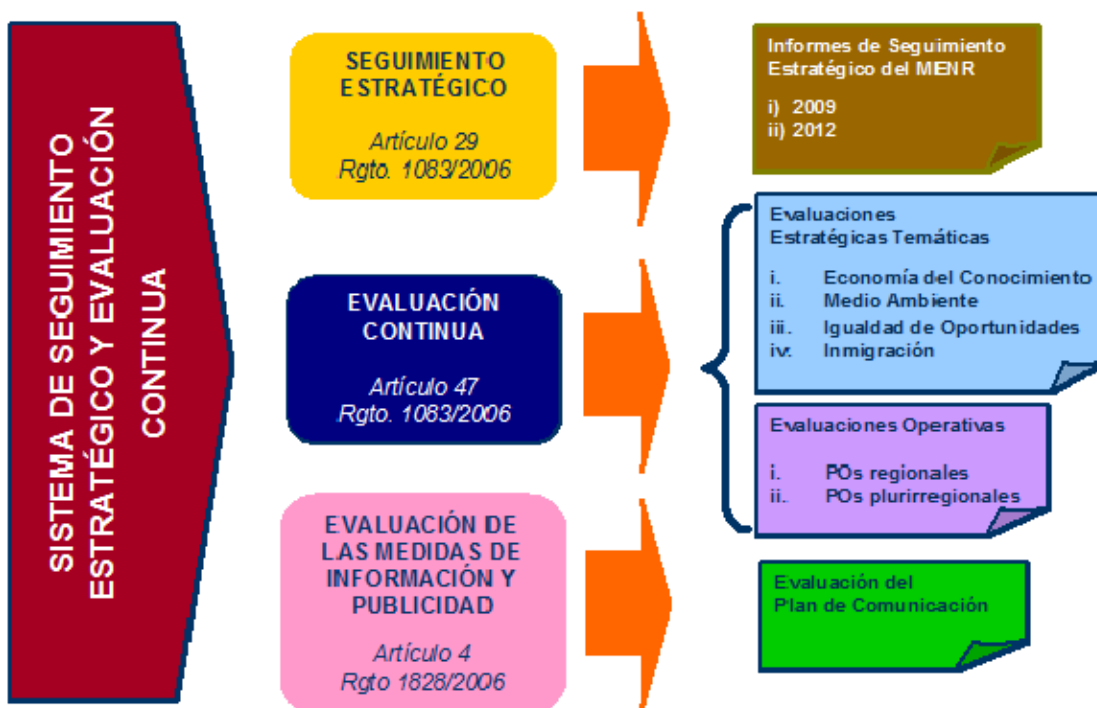 SISTEMA DE SEGUIMIENTO
ESTRATÉGICO Y EVALUACIÓN
CONTINUA
SEGUIMIENTO
ESTRATÉGICO
Artículo 29
Rgto. 1083/2006
Informes de Seguimiento
Estratégico del MENR
i) 2009
ii) 2012
EVALUACIÓN
CONTINUA
Artículo 47
Rgto. 1083/2006
Evaluaciones
Estratégicas Temáticas
i. Economía del Conocimiento
ii. Medio Ambiente
iii. Igualdad de Oportunidades
iv. Inmigración
Evaluaciones Operativas
i. POs regionales
ii. POs plurirregionales
EVALUACIÓN DE
LAS MEDIDAS DE
INFORMACIÓN Y
PUBLICIDAD
Artículo 4
Rgto 1828/2006
Evaluación del
Plan de Comunicación